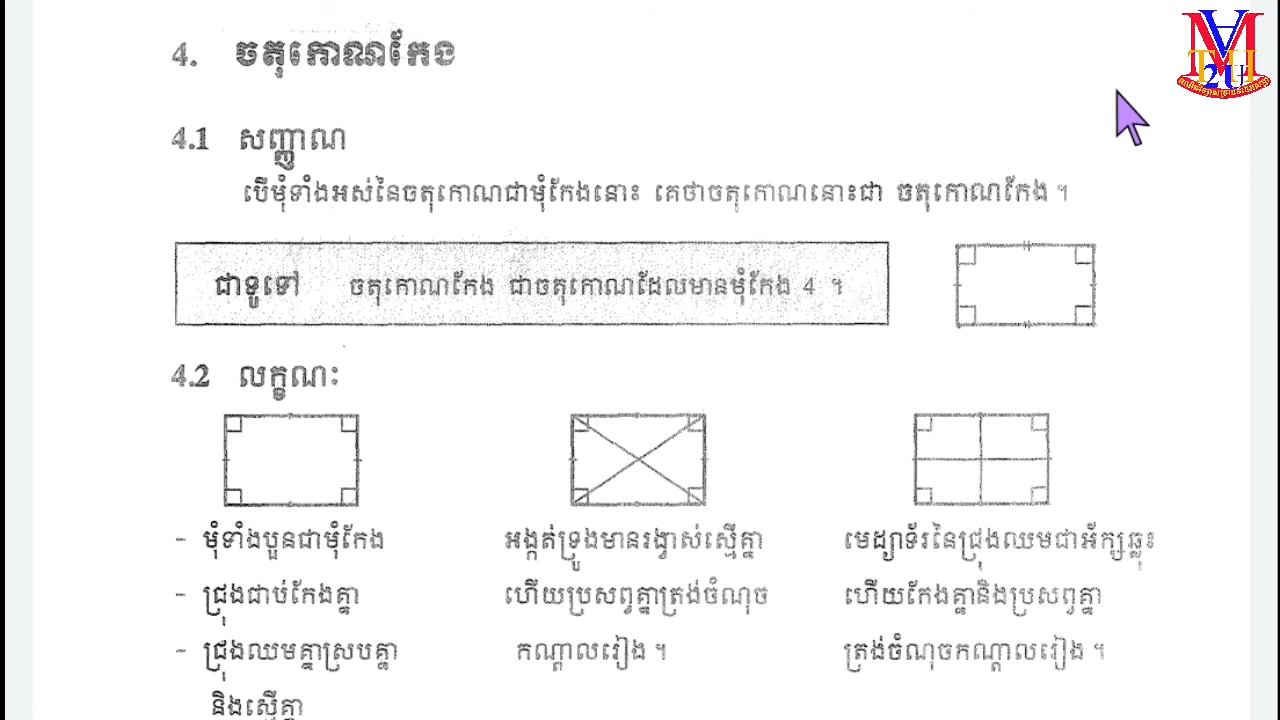 4. ចតុកោណកែង
4.1 សញ្ញាណ
បើមុំទាំងអស់នៃចតុកោណជាមុំកែងនោះ គេថាចតុកោណនោះជា ចតុកោណកែង ។
ជាទូទៅ ចតុកោណកែង ជាចតុកោណដែលមានមុំកែង 4 ។
4.2 លក្ខណៈ
- មុំទាំងបួនជាមុំកែង
- ជ្រុងជាប់កែងគ្នា
- ជ្រុងឈមគ្នាស្របគ្នា
និងស្មើគ្នា
អង្កត់ទ្រូងមានរង្វាស់ស្មើគ្នា
ហើយប្រសព្វគ្នាត្រង់ចំណុច
កណ្តាលរៀង ។
មេដ្យាទ័រនៃជ្រុងឈមជាអ័ក្សឆ្លុះ
ហើយកែងគ្នានិងប្រសព្វគ្នា
ត្រង់ចំណុចកណ្តាលរៀង ។
MATH
2U